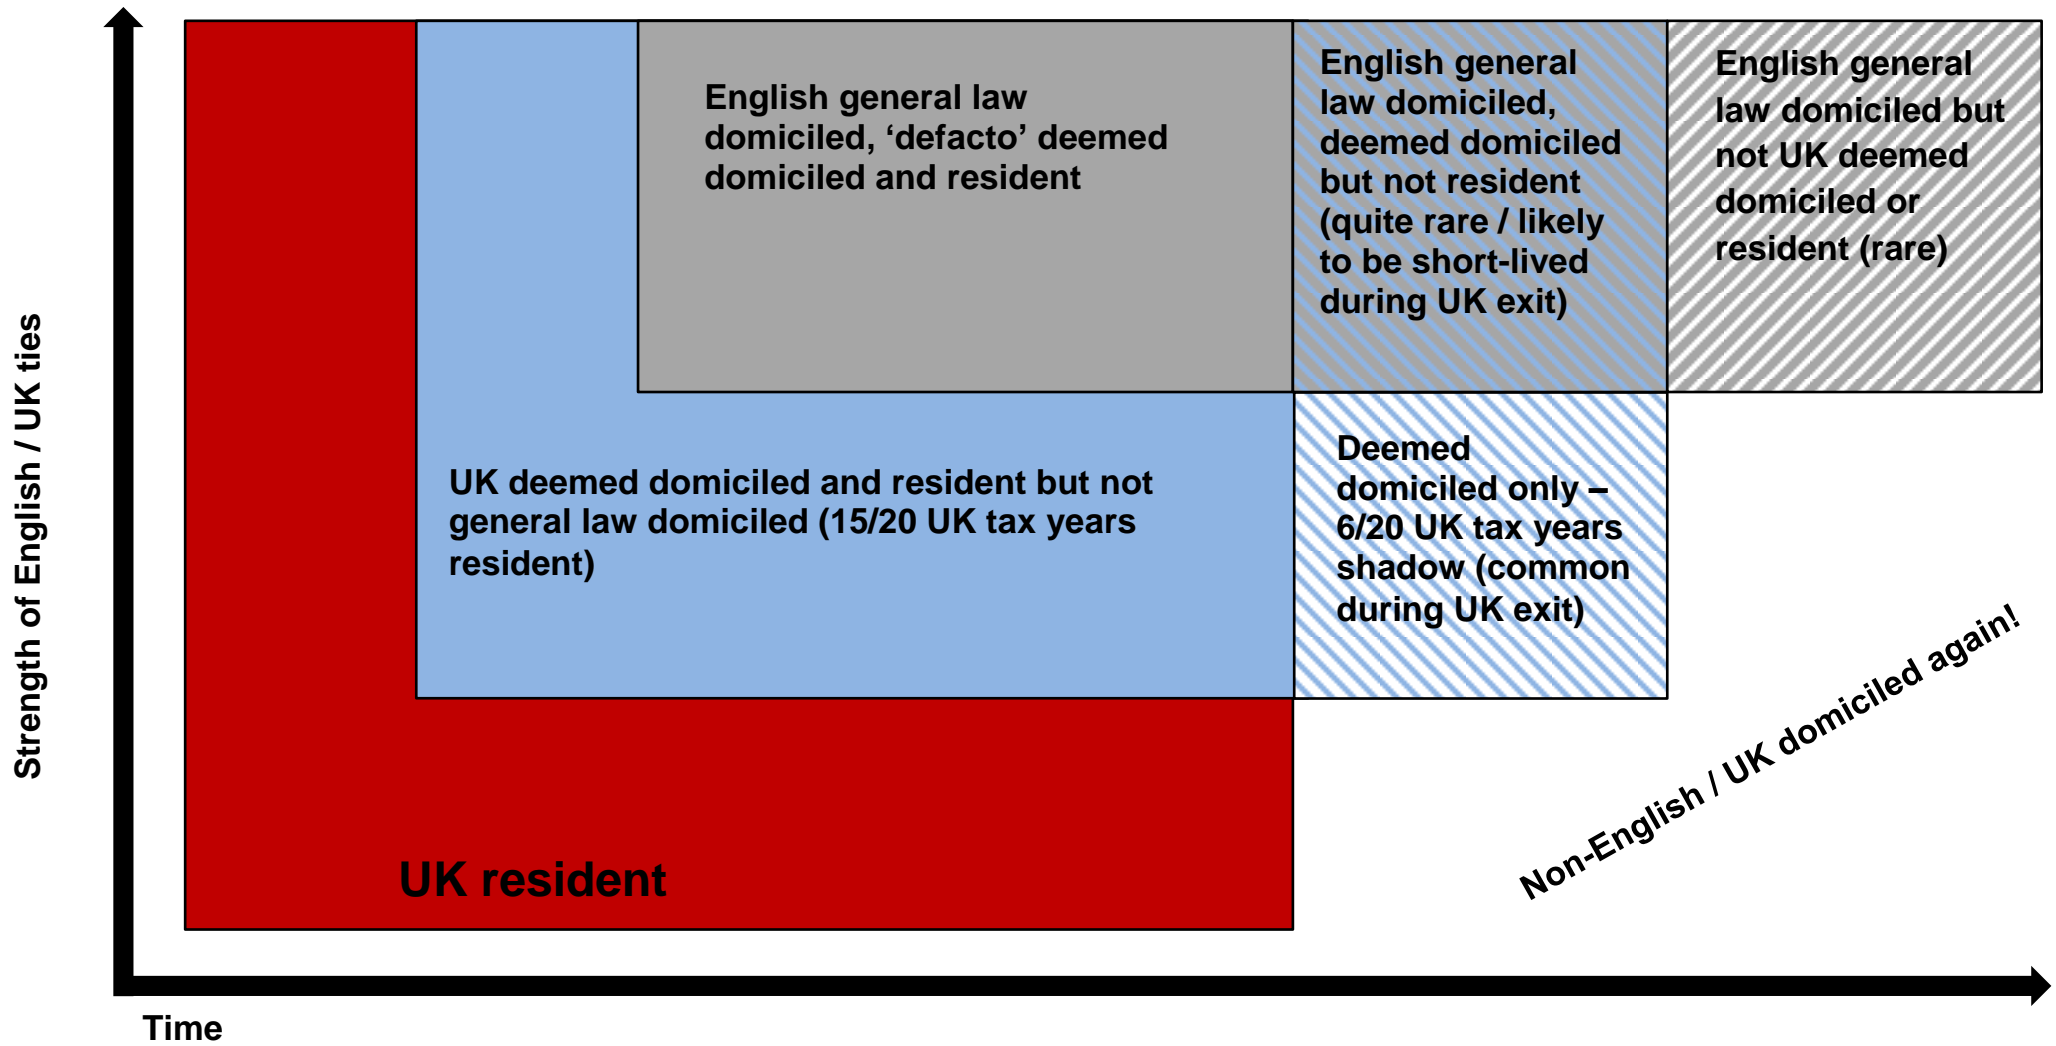 Strength of English / UK ties
English general law
domiciled, ‘defacto’ deemed
domiciled and resident
English general
law domiciled,
deemed domiciled
but not resident
(quite rare / likely
to be short-lived
during UK exit)
English general
law domiciled but
not UK deemed
domiciled or
resident (rare)
UK deemed domiciled and resident but not
general law domiciled (15/20 UK tax years
resident)
Deemed
domiciled only –
6/20 UK tax years
shadow (common
during UK exit)
Non-English / UK domiciled again!
UK resident
Time